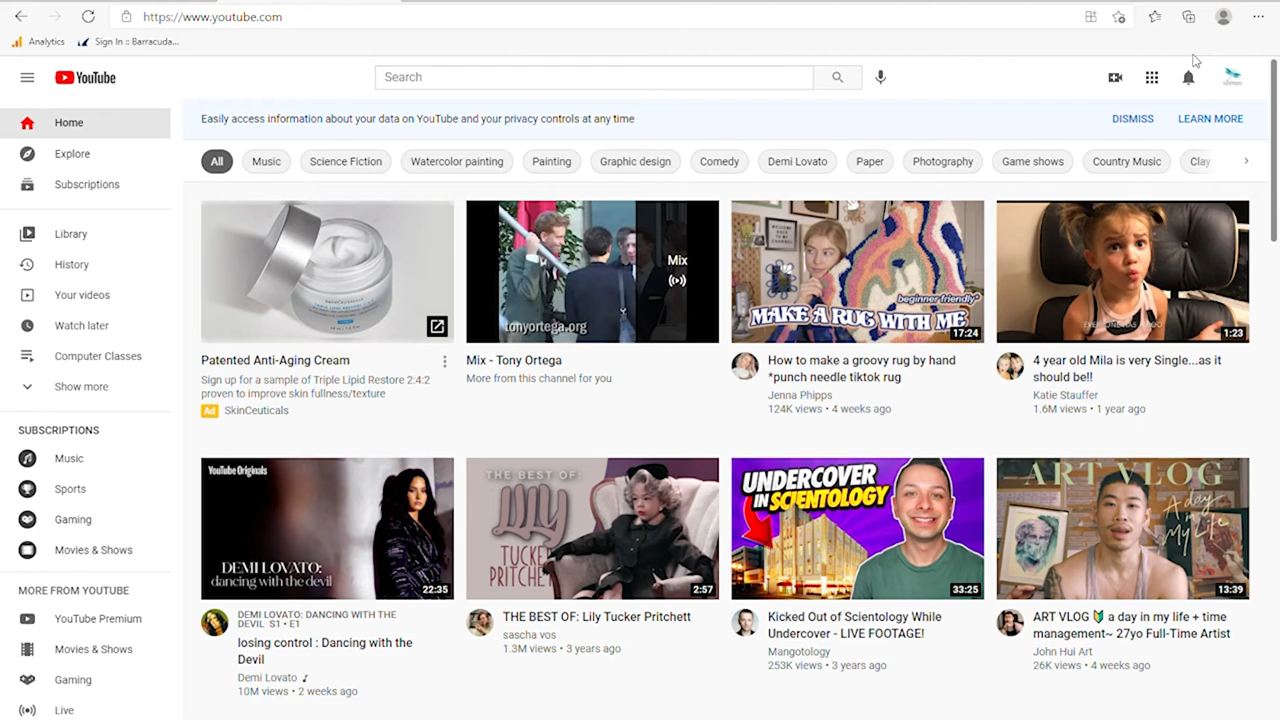 https://www.youtube.com
Analytics
Sign In :: Barracuda...
YouTube
Search
Easily access information about your data on YouTube and your privacy controls at any time
DISMISS
LEARN MORE
All
Music
Science Fiction
Watercolor painting
Painting
Graphic design
Comedy
Demi Lovato
Paper
Photography
Game shows
Country Music
Clay
Home
Explore
Subscriptions
Library
History
Your videos
Watch later
Computer Classes
Show more
SUBSCRIPTIONS
Music
Sports
Gaming
Movies & Shows
MORE FROM YOUTUBE
YouTube Premium
Movies & Shows
Gaming
Live
Patented Anti-Aging Cream
Sign up for a sample of Triple Lipid Restore 2:4:2
proven to improve skin fullness/texture
Ad SkinCeuticals
tonyortega.org
Mix
Mix - Tony Ortega
More from this channel for you
beginner friendly*
MAKE A RUG WITH ME
17:24
How to make a groovy rug by hand
*punch needle tiktok rug
Jenna Phipps
124K views • 4 weeks ago
1:23
4 year old Mila is very Single...as it
should be!!
Katie Stauffer
1.6M views • 1 year ago
YouTube Originals
DEMI LOVATO:
dancing with the devil
22:35
DEMI LOVATO: DANCING WITH THE
DEVIL S1 • E1
losing control : Dancing with the
Devil
Demi Lovato
10M views • 2 weeks ago
THE BEST OF:
Lily
TUCKER
PRITCHE
2:57
THE BEST OF: Lily Tucker Pritchett
sascha vos
1.3M views • 3 years ago
UNDERCOVER
IN SCIENTOLOGY
33:25
Kicked Out of Scientology While
Undercover - LIVE FOOTAGE!
Mangotology
253K views • 3 years ago
ART VLOG
A day
in
My Life
13:39
ART VLOG 🔰 a day in my life + time
management~ 27yo Full-Time Artist
John Hui Art
26K views • 4 weeks ago